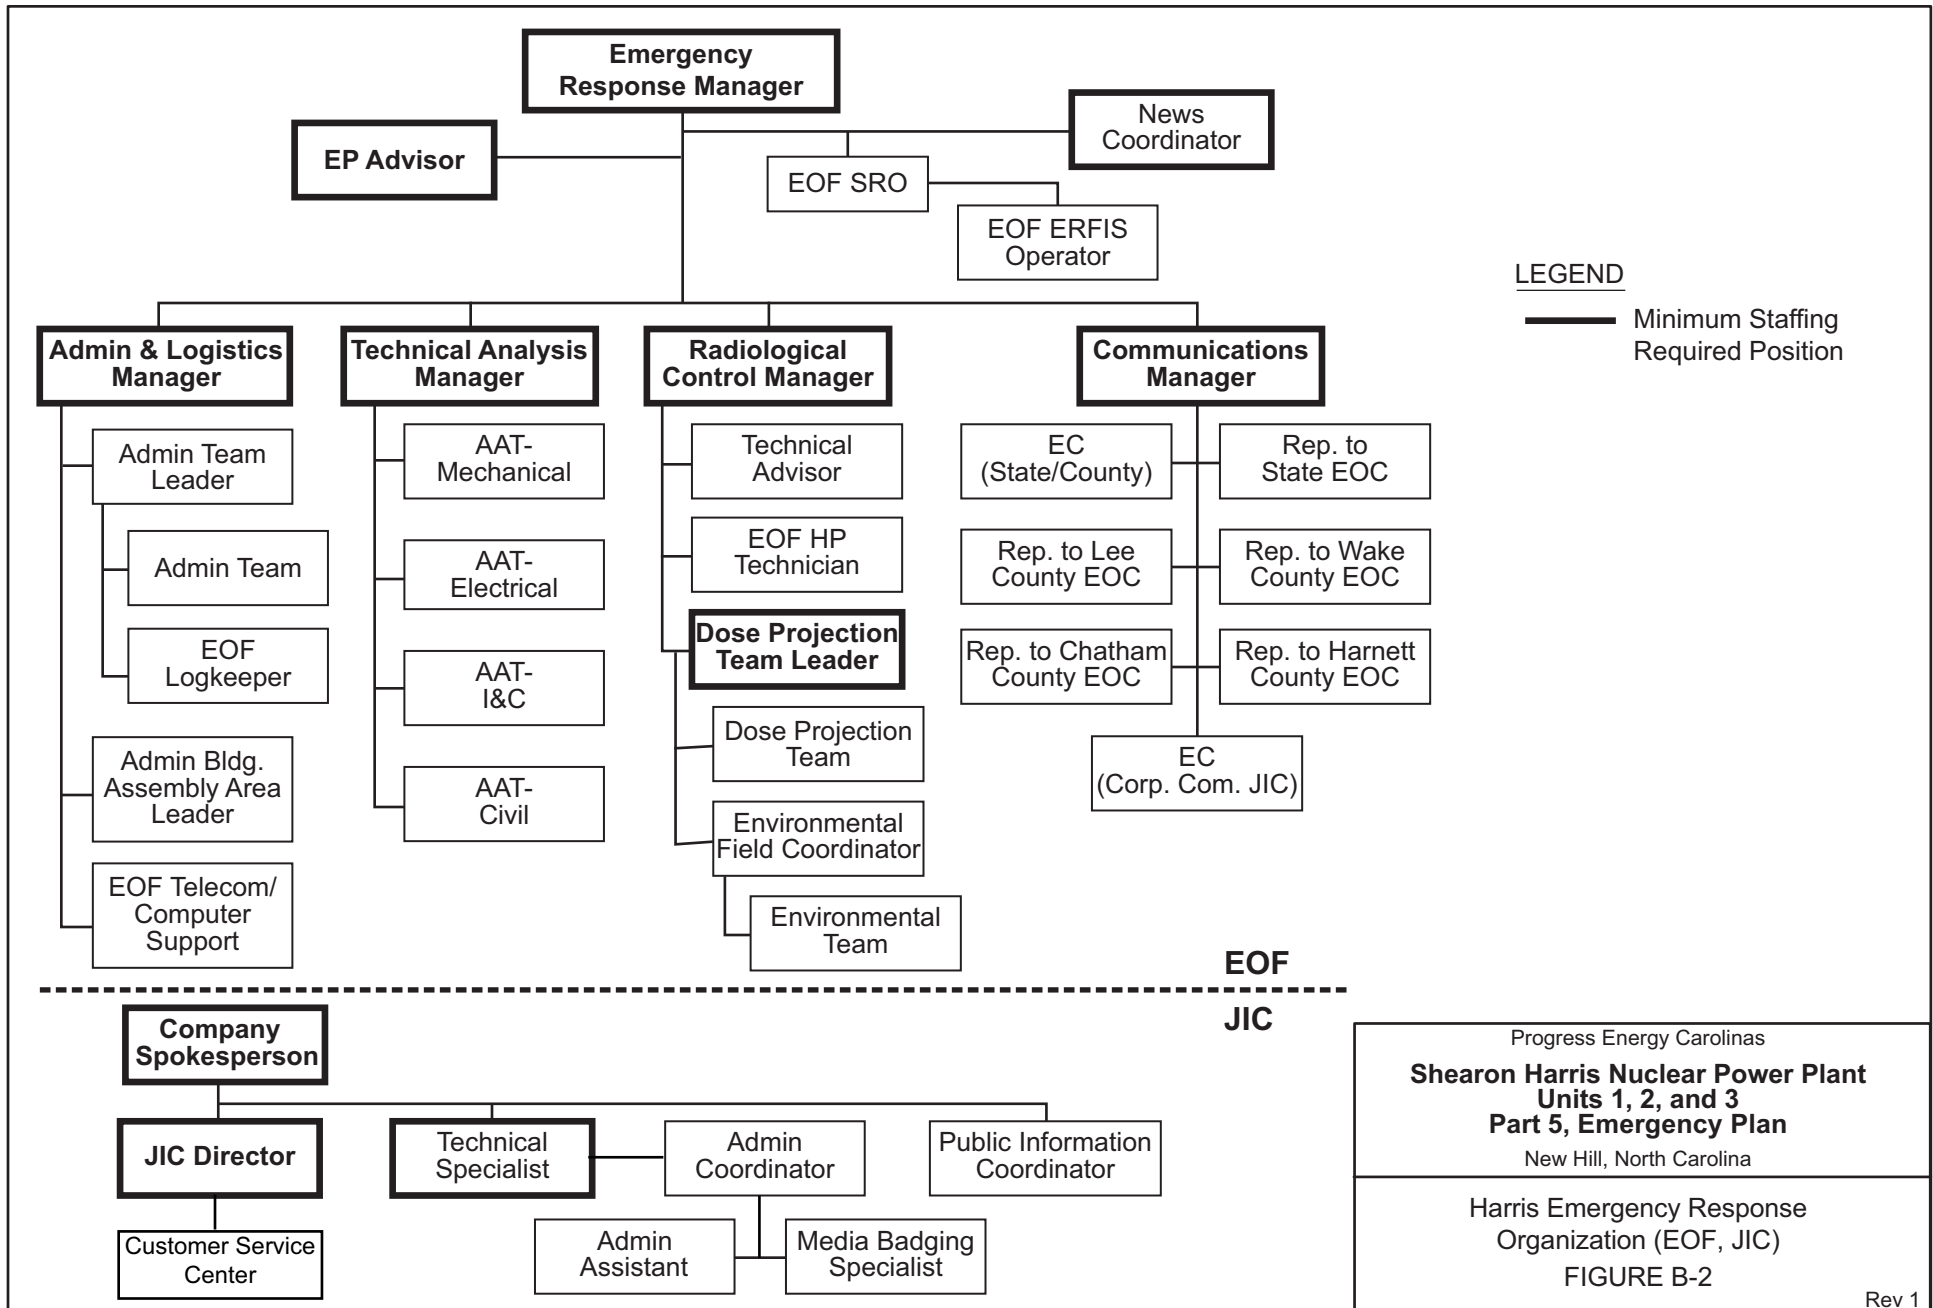 Emergency
Response Manager
News
Coordinator
EP Advisor
EOF SRO
EOF ERFIS
Operator
LEGEND
Minimum Staffing
Required Position
Admin & Logistics
Manager
Technical Analysis
Manager
Radiological
Control Manager
Communications
Manager
Admin Team
Leader
Admin Team
EOF
Logkeeper
Admin Bldg.
Assembly Area
Leader
EOF Telecom/
Computer
Support
AAT-
Mechanical
AAT-
Electrical
AAT-
I&C
AAT-
Civil
Technical
Advisor
EOF HP
Technician
Dose Projection
Team Leader
Dose Projection
Team
Environmental
Field Coordinator
Environmental
Team
EC
(State/County)
Rep. to
State EOC
Rep. to Lee
County EOC
Rep. to Wake
County EOC
Rep. to Chatham
County EOC
Rep. to Harnett
County EOC
EC
(Corp. Com. JIC)
EOF
JIC
Company
Spokesperson
JIC Director
Technical
Specialist
Admin
Coordinator
Public Information
Coordinator
Customer Service
Center
Admin
Assistant
Media Badging
Specialist
Progress Energy Carolinas
Shearon Harris Nuclear Power Plant
Units 1, 2, and 3
Part 5, Emergency Plan
New Hill, North Carolina
Harris Emergency Response
Organization (EOF, JIC)
FIGURE B-2
Rev 1